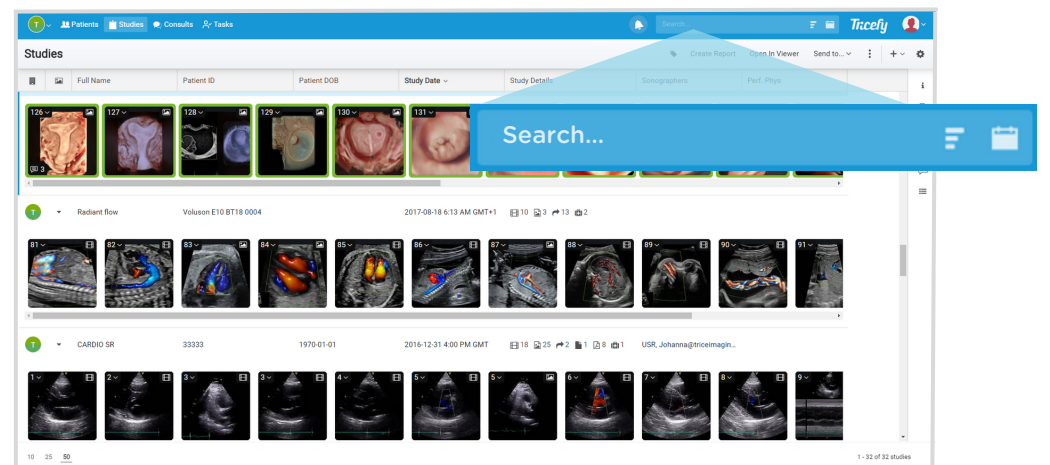 T Patients Studies Consults Tasks Search... Tricefy
Studies Create Report Open In Viewer Send to...
Full Name Patient ID Patient DOB Study Date Study Details Sonographers Perf. Phys.
126 127 128 129 130 131
3
Search...
T Radiant flow Voluson E10 BT18 0004 2017-08-18 6:13 AM GMT+1 10 3 13 2
81 82 83 84 85 86 87 88 89 90 91
T CARDIO SR 33333 1970-01-01 2016-12-31 4:00 PM GMT 18 25 2 1 8 1 USR, Johanna@triceimagin...
1 2 3 3 4 5 5 6 7 8 9
10 25 50 1 - 32 of 32 studies